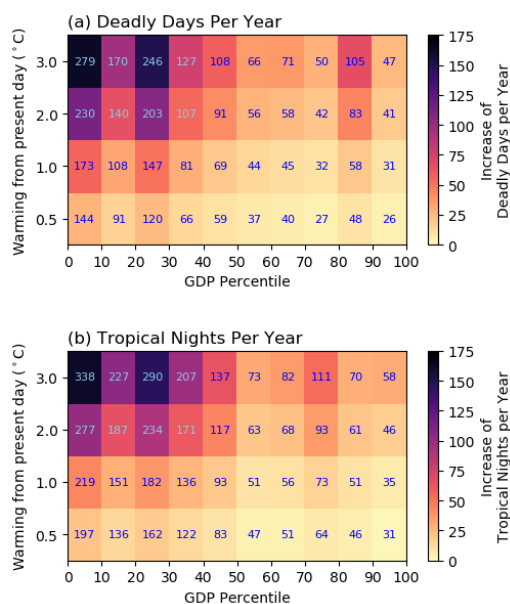 (a) Deadly Days Per Year
Warming from present day (°C)
3.0 279 170 246 127 108 66 71 50 105 47
2.0 230 140 203 107 91 56 58 42 83 41
1.0 173 108 147 81 69 44 45 32 58 31
0.5 144 91 120 66 59 37 40 27 48 26
0 10 20 30 40 50 60 70 80 90 100
GDP Percentile
175
150
125
100
75
50
25
0
Increase of
Deadly Days per Year
(b) Tropical Nights Per Year
Warming from present day (°C)
3.0 338 227 290 207 137 73 82 111 70 58
2.0 277 187 234 171 117 63 68 93 61 46
1.0 219 151 182 136 93 51 56 73 51 35
0.5 197 136 162 122 83 47 51 64 46 31
0 10 20 30 40 50 60 70 80 90 100
GDP Percentile
175
150
125
100
75
50
25
0
Increase of
Tropical Nights per Year